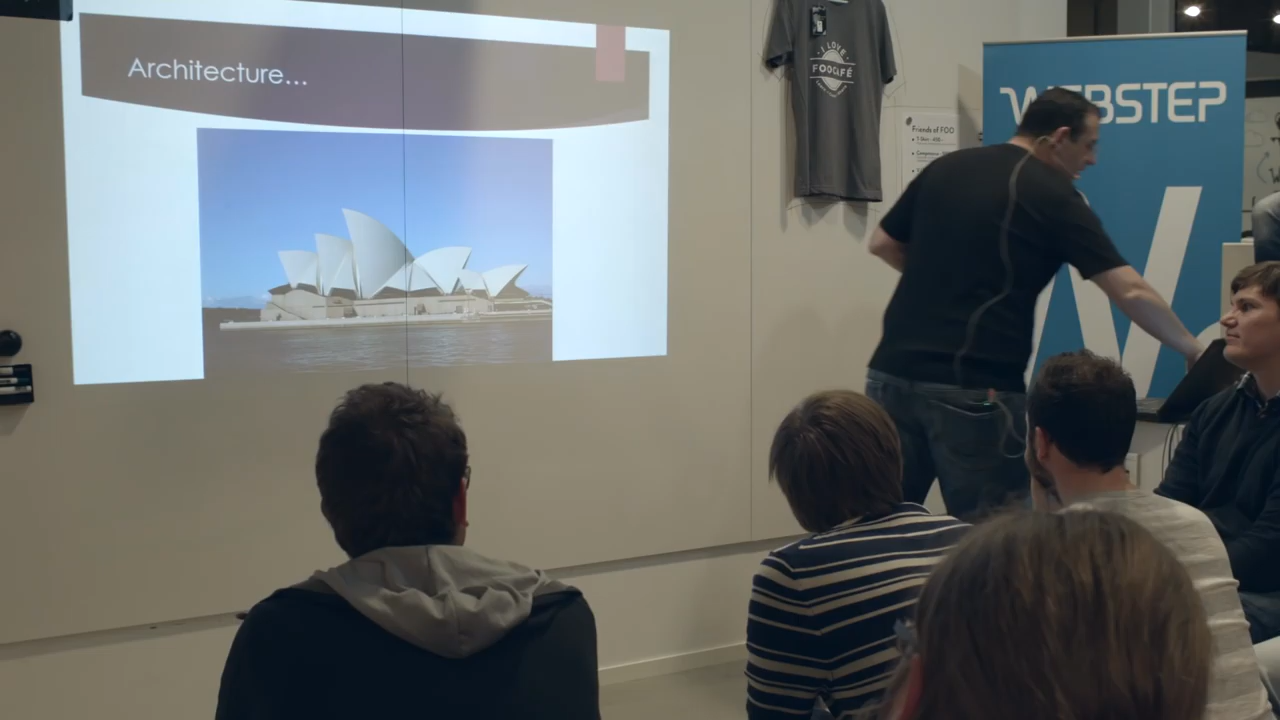 Architecture...
I LOVE
FOOCAFÉ
WEBSTEP
Friends of FOO
W